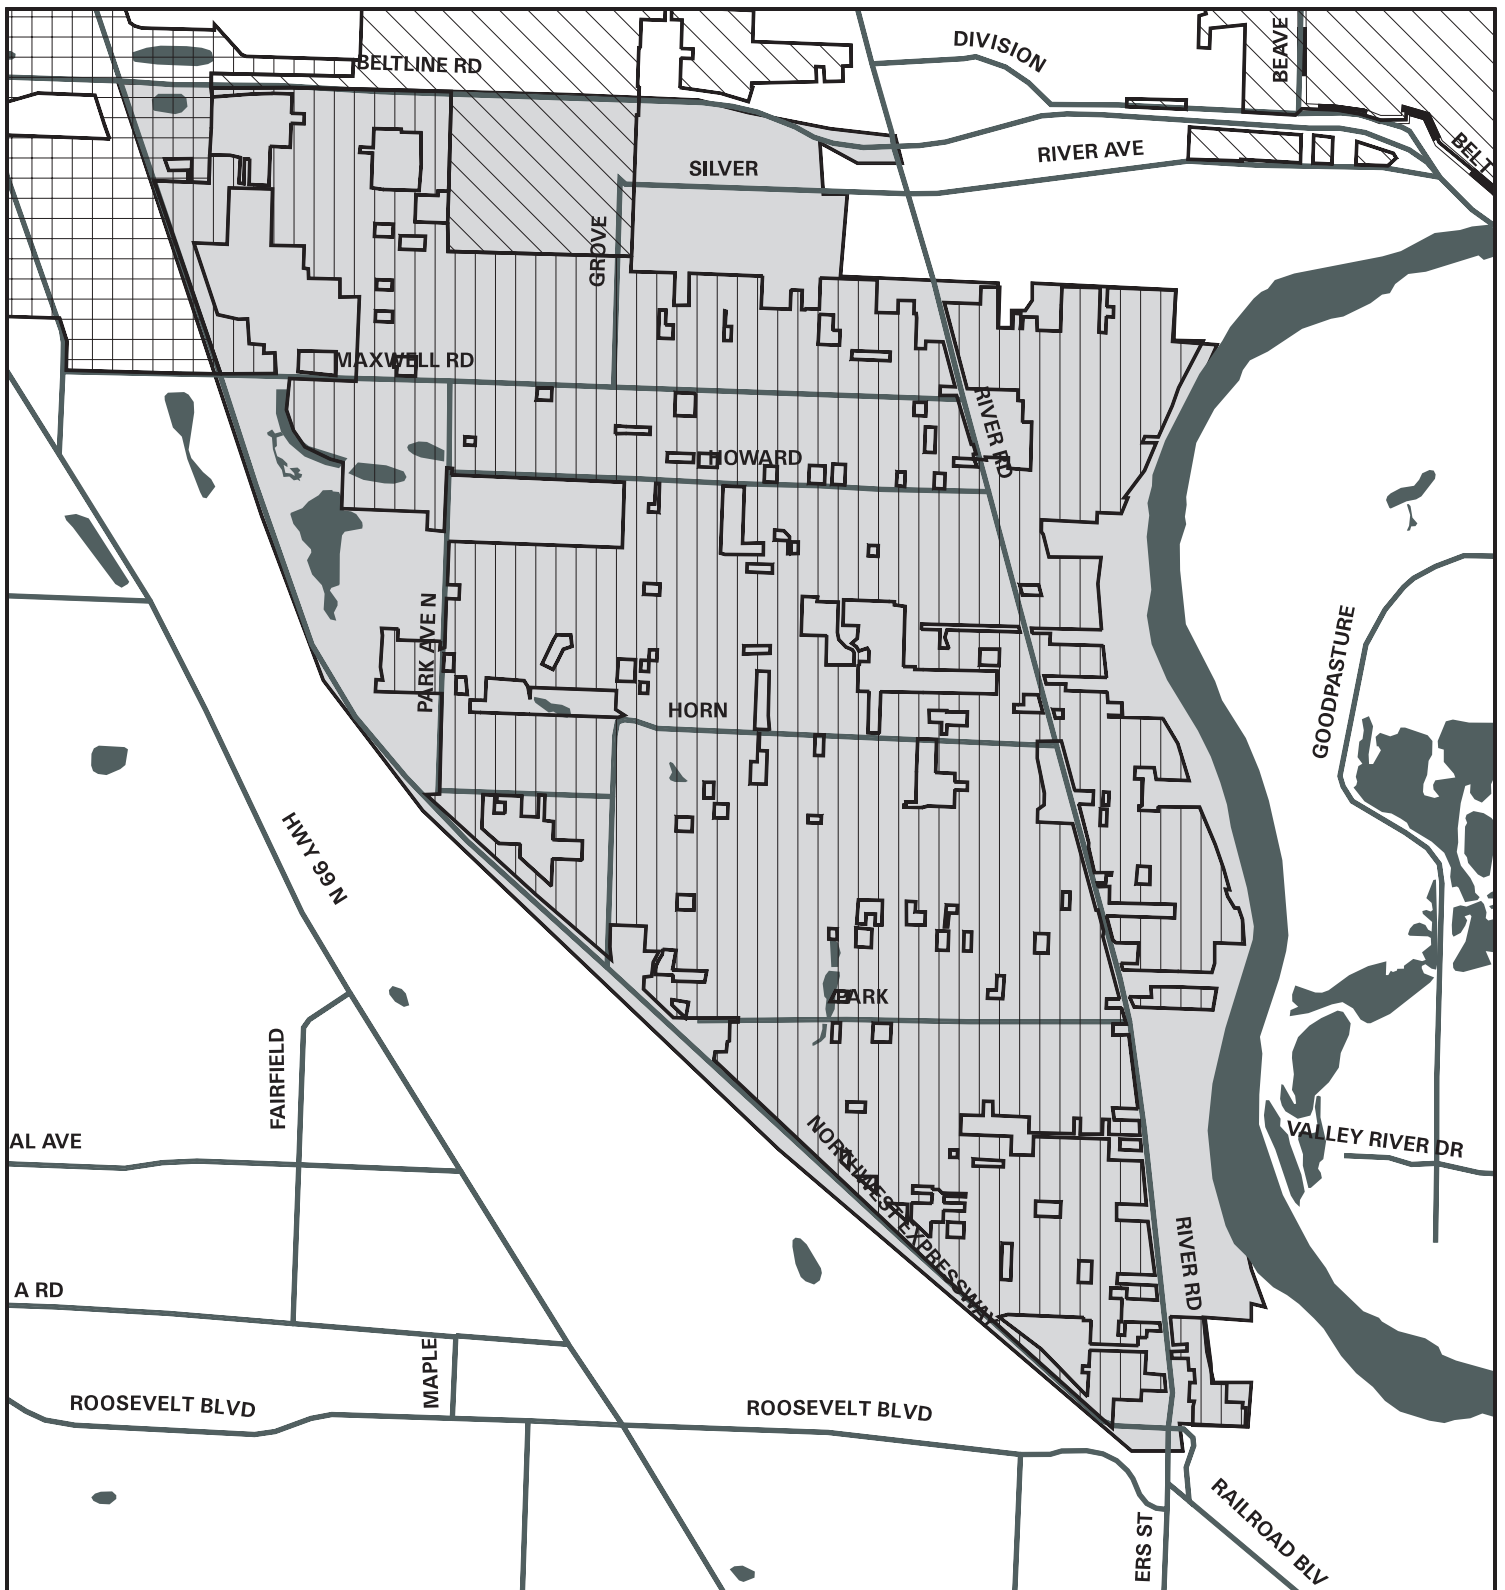 DIVISION
BEAVE
BELTLINE RD
RIVER AVE
BELT
SILVER
GROVE
MAXWELL RD
RIVER RD
HOWARD
PARK AVE N
GOODPASTURE
HORN
HWY 99 N
PARK
FAIRFIELD
AL AVE
NORTHWEST EXPRESSWAY
VALLEY RIVER DR
RIVER RD
A RD
MAPLE
ROOSEVELT BLVD
ROOSEVELT BLVD
RAILROAD BLV
ERS ST